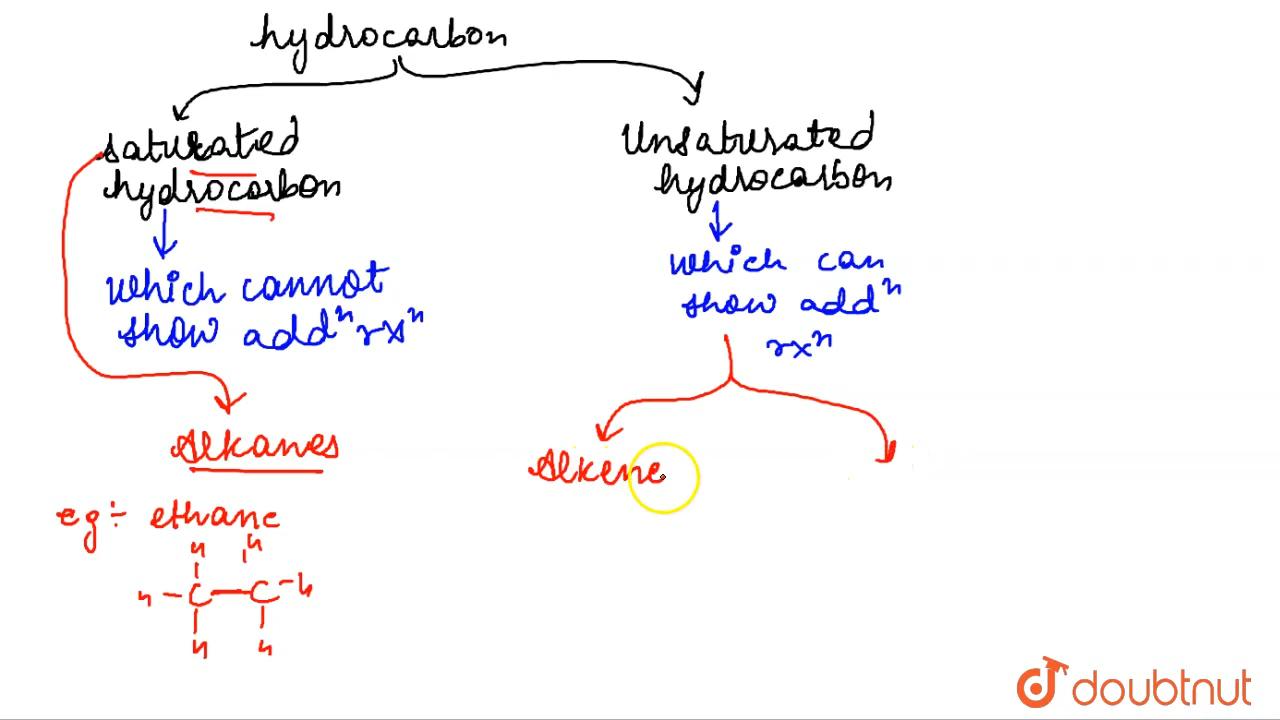 hydrocarbon
saturated
hydrocarbon
Unsaturated
hydrocarbon
which cannot
show addⁿ rxⁿ
which can
show addⁿ
rxⁿ
Alkanes
Alkene
eg÷ ethane
H H
H - C - C - H
H H
doubtnut